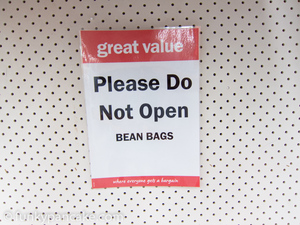 great value
Please Do
Not Open
BEAN BAGS
where everyone gets a bargain